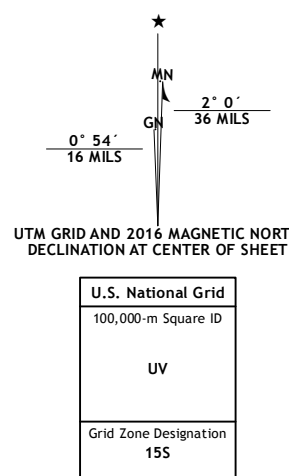 ★
MN
2° 0´
36 MILS
GN
0° 54´
16 MILS
UTM GRID AND 2016 MAGNETIC NORT
DECLINATION AT CENTER OF SHEET
U.S. National Grid
100,000-m Square ID
UV
Grid Zone Designation
15S